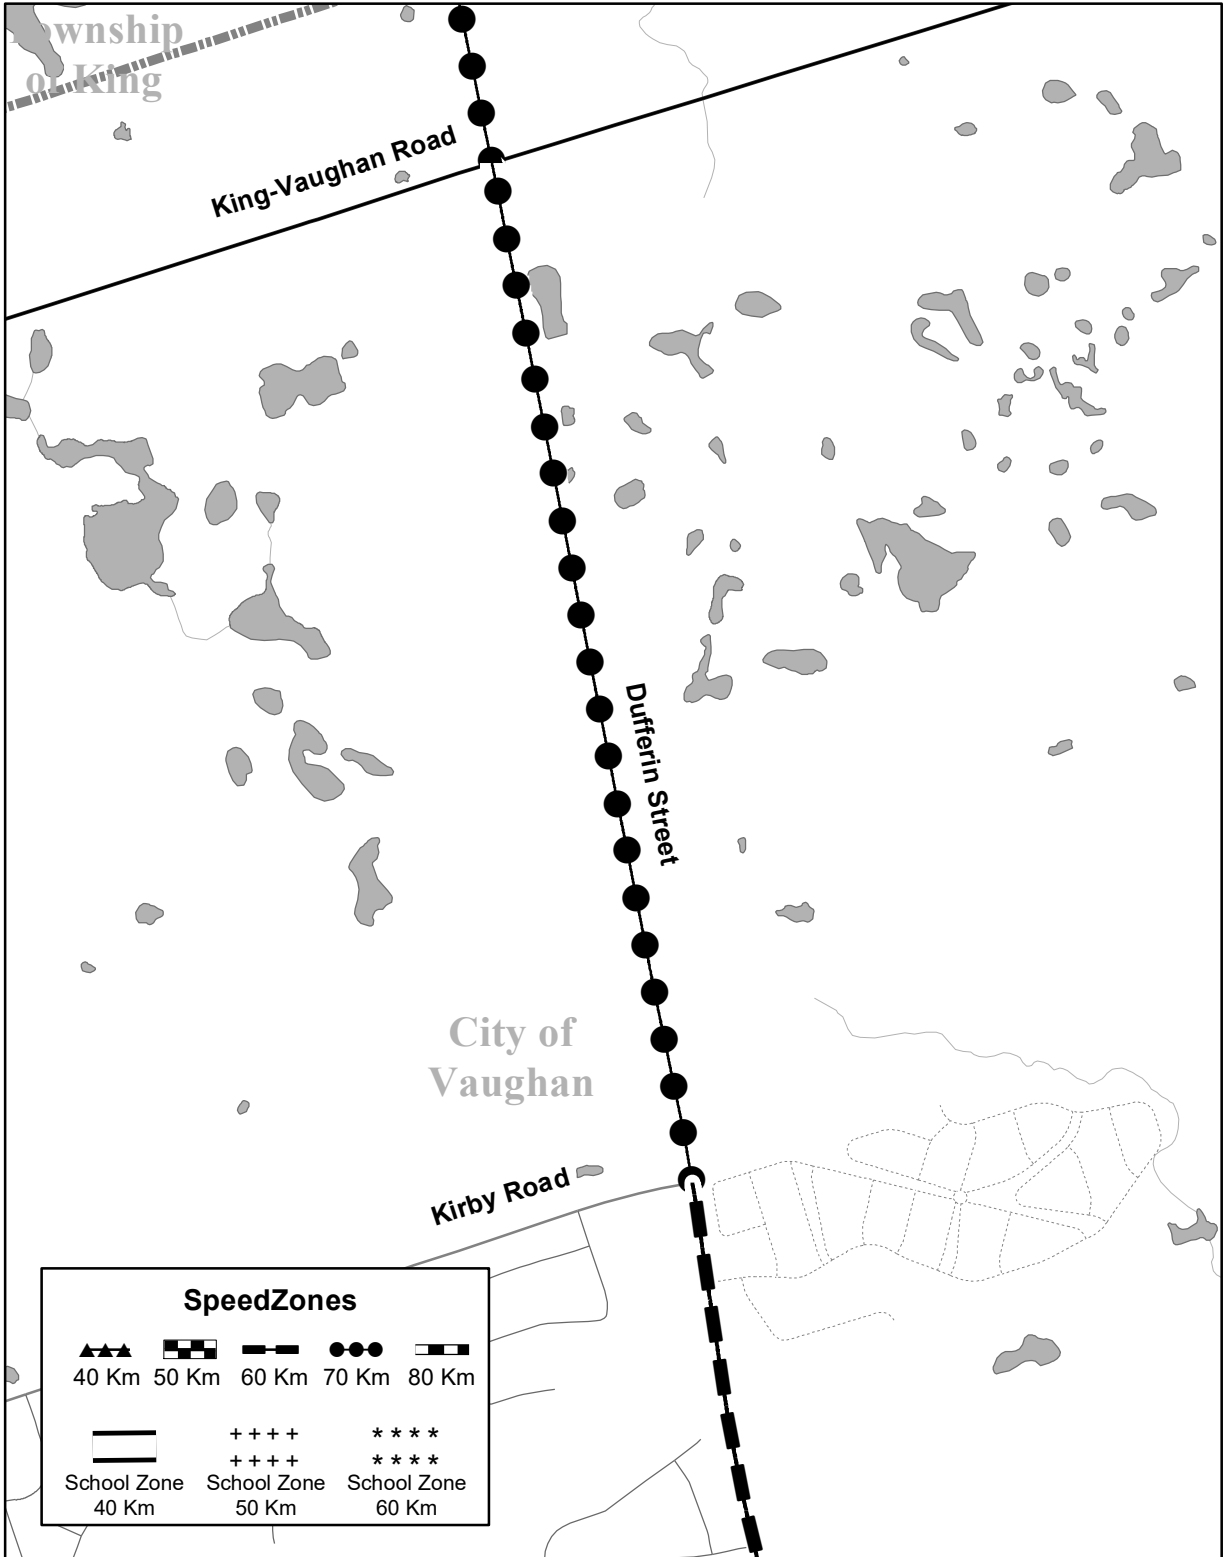 Township
of King
King-Vaughan Road
Dufferin Street
City of
Vaughan
Kirby Road
SpeedZones
40 Km 50 Km 60 Km 70 Km 80 Km
+ + + + * * * *
+ + + + * * * *
School Zone School Zone School Zone
40 Km 50 Km 60 Km